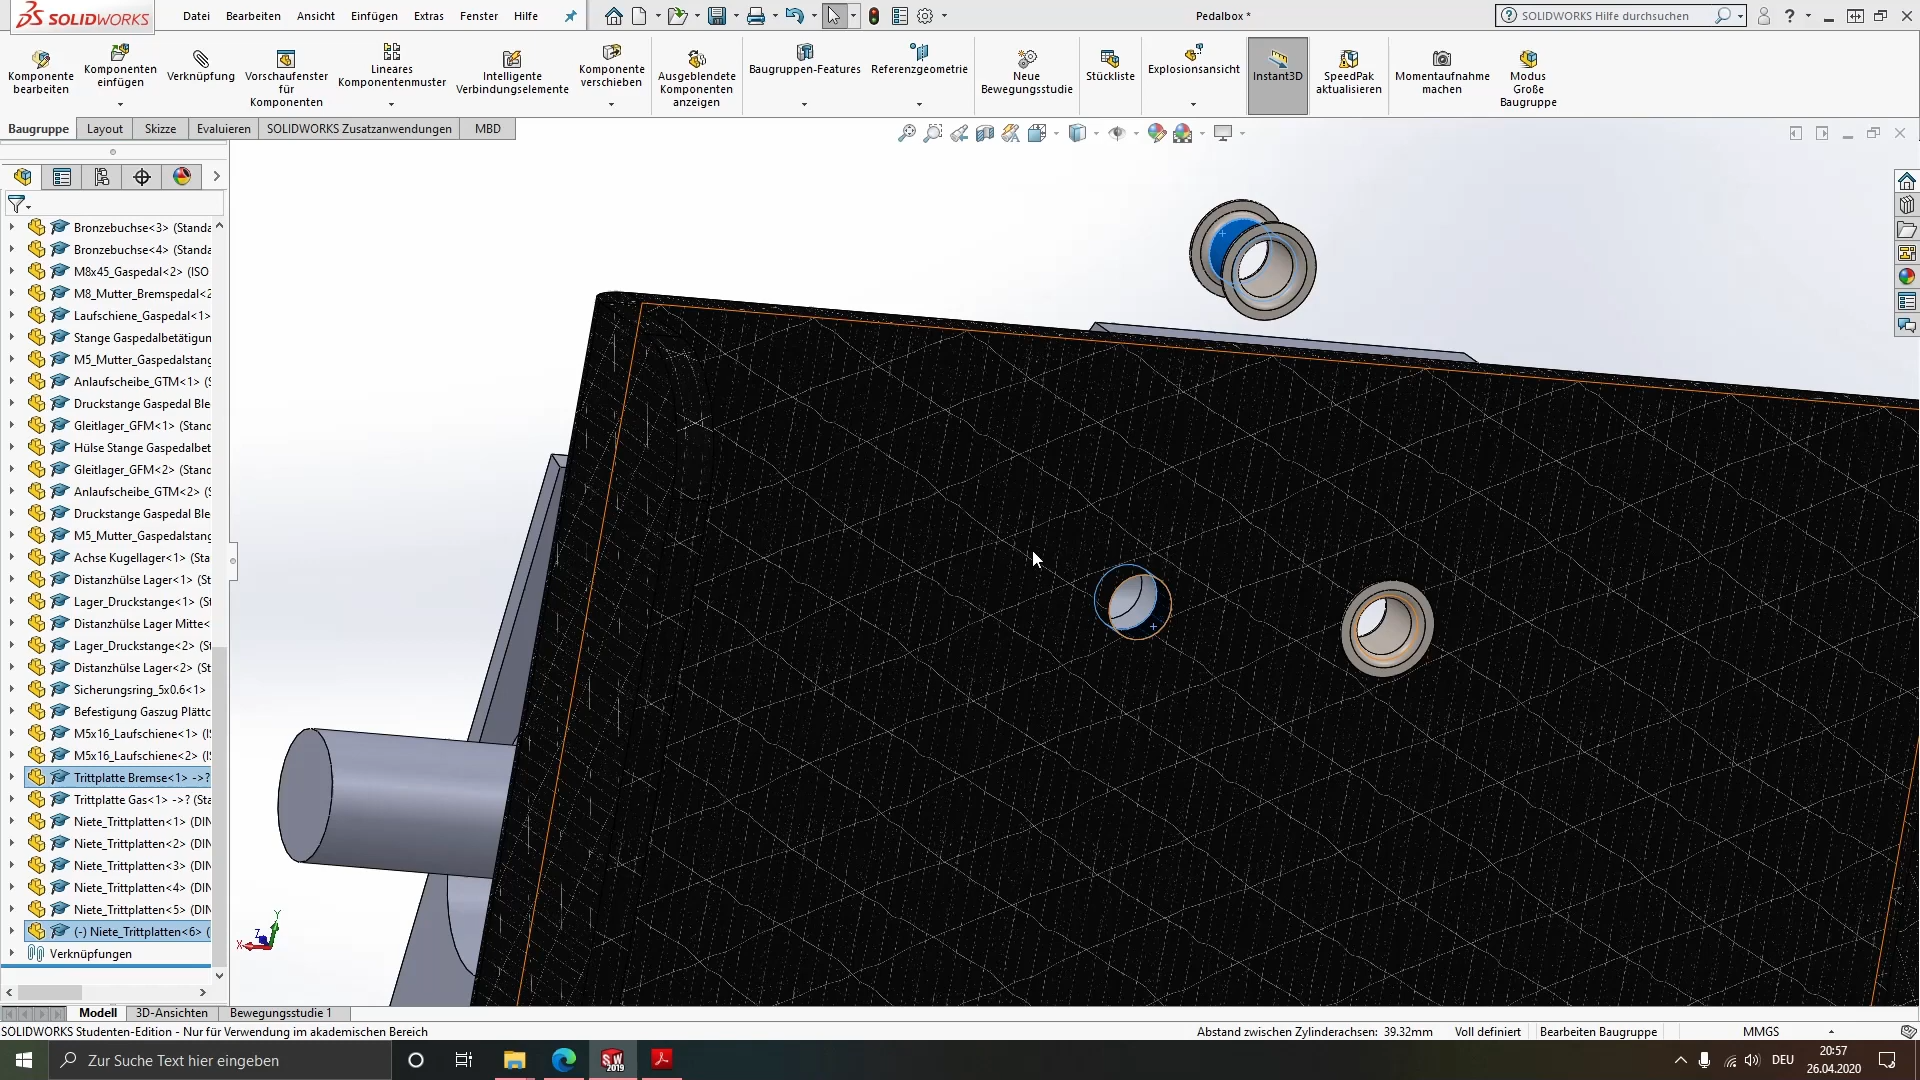 SOLIDWORKS
Datei Bearbeiten Ansicht Einfügen Extras Fenster Hilfe
Pedalbox *
SOLIDWORKS Hilfe durchsuchen
Komponente bearbeiten
Komponenten einfügen
Verknüpfung
Vorschaufenster für Komponenten
Lineares Komponentenmuster
Intelligente Verbindungselemente
Komponente verschieben
Ausgeblendete Komponenten anzeigen
Baugruppen-Features
Referenzgeometrie
Neue Bewegungsstudie
Stückliste
Explosionsansicht
Instant3D
SpeedPak aktualisieren
Momentaufnahme machen
Modus Große Baugruppe
Baugruppe Layout Skizze Evaluieren SOLIDWORKS Zusatzanwendungen MBD
Bronzebuchse<3> (Standa
Bronzebuchse<4> (Standa
M8x45_Gaspedal<2> (ISO
M8_Mutter_Bremspedal<2
Laufschiene_Gaspedal<1>
Stange Gaspedalbetätigun
M5_Mutter_Gaspedalstang
Anlaufscheibe_GTM<1> (S
Druckstange Gaspedal Ble
Gleitlager_GFM<1> (Stand
Hülse Stange Gaspedalbet
Gleitlager_GFM<2> (Stand
Anlaufscheibe_GTM<2> (S
Druckstange Gaspedal Ble
M5_Mutter_Gaspedalstang
Achse Kugellager<1> (Sta
Distanzhülse Lager<1> (St
Lager_Druckstange<1> (St
Distanzhülse Lager Mitte<
Lager_Druckstange<2> (St
Distanzhülse Lager<2> (St
Sicherungsring_5x0.6<1>
Befestigung Gaszug Plättc
M5x16_Laufschiene<1> (I
M5x16_Laufschiene<2> (I
Trittplatte Bremse<1> ->?
Trittplatte Gas<1> ->? (Sta
Niete_Trittplatten<1> (DIN
Niete_Trittplatten<2> (DIN
Niete_Trittplatten<3> (DIN
Niete_Trittplatten<4> (DIN
Niete_Trittplatten<5> (DIN
(-) Niete_Trittplatten<6> (
Verknüpfungen
Y
Z
X
Modell 3D-Ansichten Bewegungsstudie 1
SOLIDWORKS Studenten-Edition - Nur für Verwendung im akademischen Bereich
Abstand zwischen Zylinderachsen: 39.32mm Voll definiert Bearbeiten Baugruppe MMGS
Zur Suche Text hier eingeben
SW 2019
DEU
20:57
26.04.2020